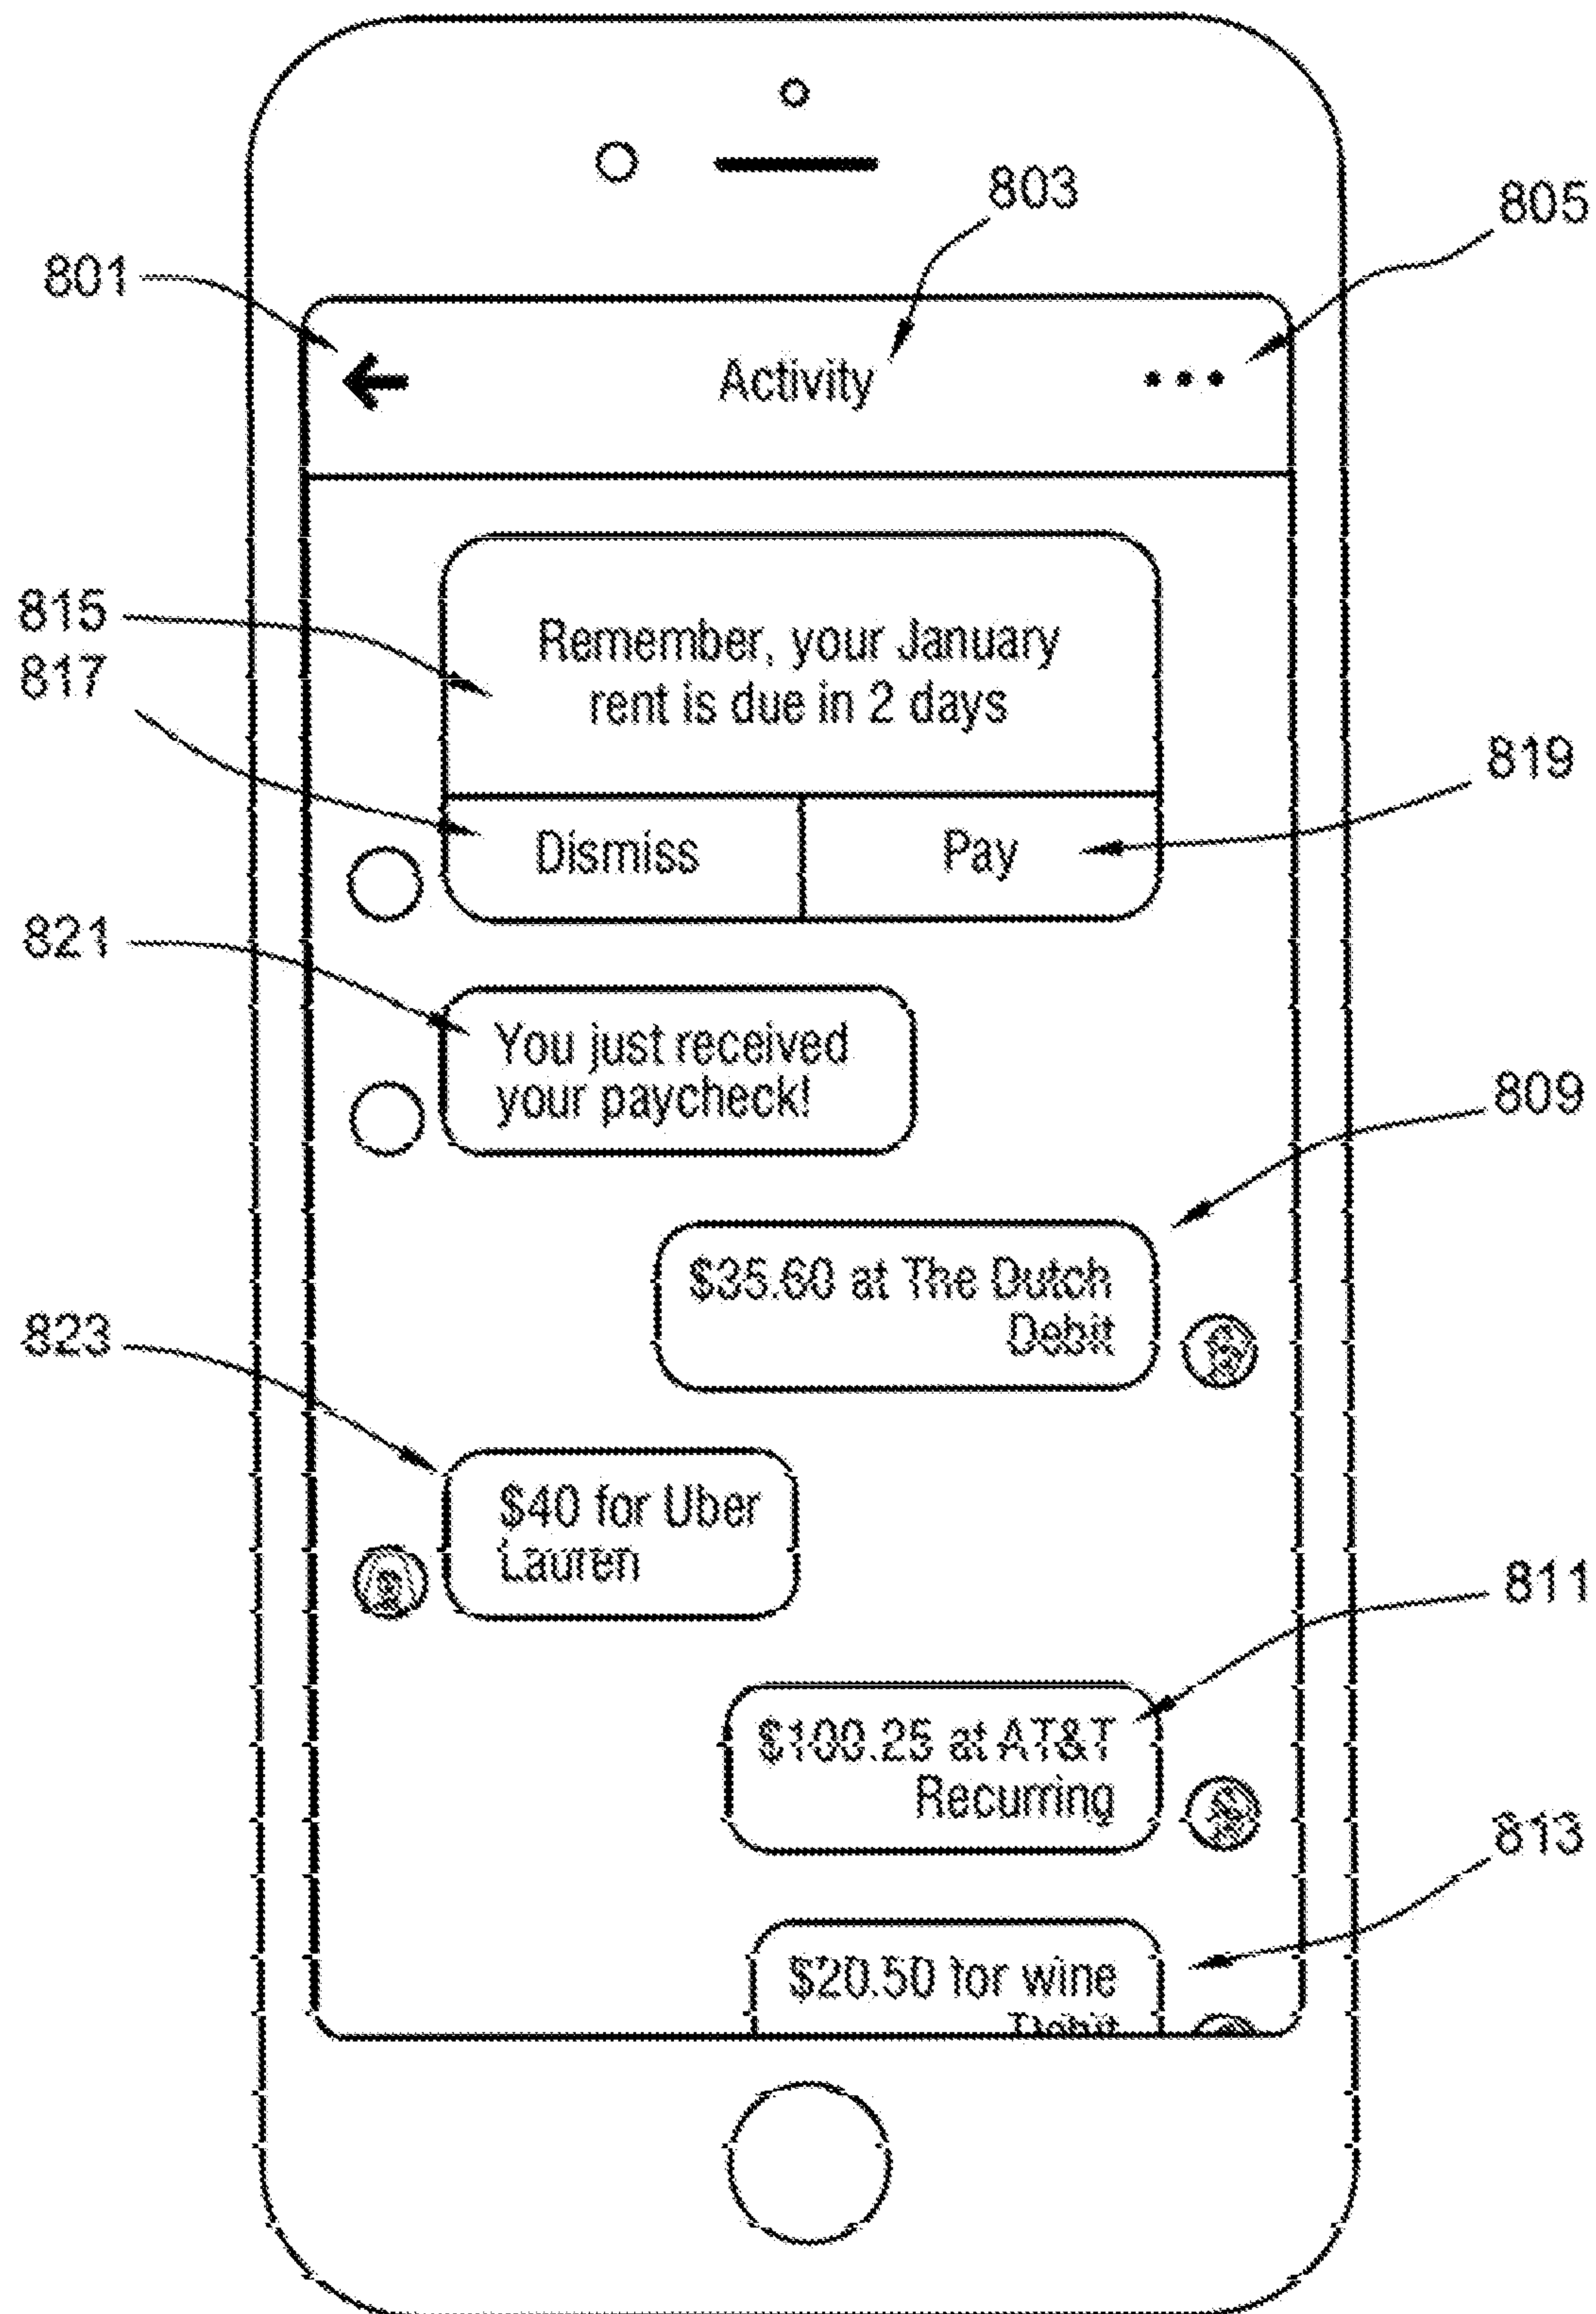 803
805
801
Activity
815
Remember, your January
rent is due in 2 days
817
819
Dismiss
Pay
821
You just received
your paycheck!
809
$35.60 at The Dutch
Debit
823
$40 for Uber
Lauren
811
$100.25 at AT&T
Recurring
813
$20.50 for wine
Debit